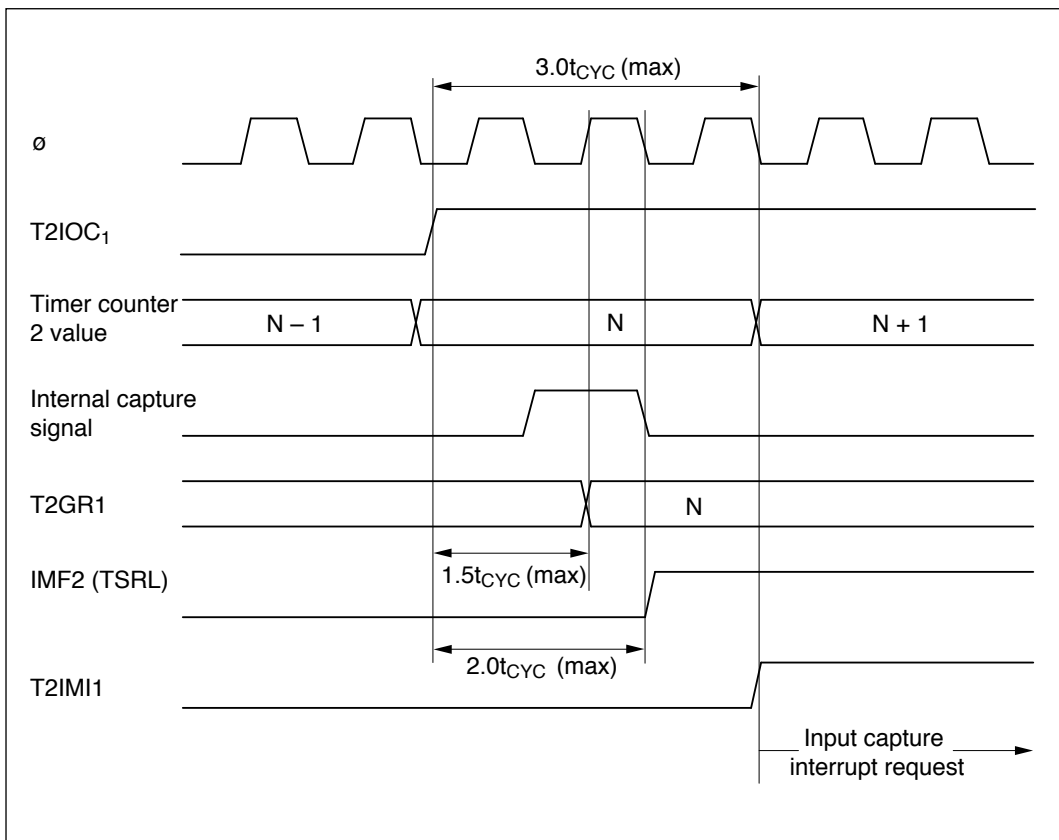 3.0tCYC (max)
ø
T2IOC1
Timer counter
2 value
N – 1
N
N + 1
Internal capture
signal
T2GR1
N
1.5tCYC (max)
IMF2 (TSRL)
2.0tCYC (max)
T2IMI1
Input capture
interrupt request